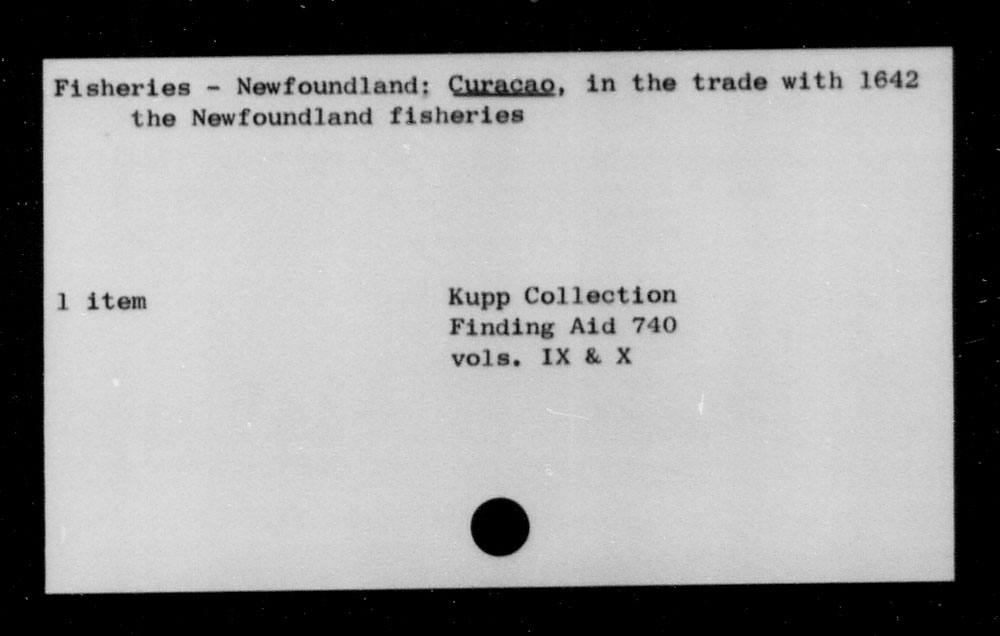 Fisheries - Newfoundland: Curacao, in the trade with 1642
the Newfoundland fisheries
1 item
Kupp Collection
Finding Aid 740
vols. IX & X